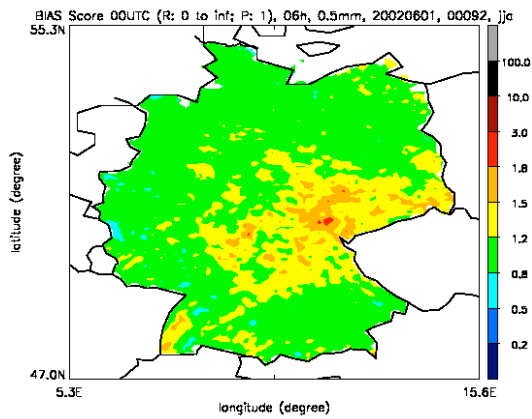 BIAS Score 00UTC (R: 0 to inf; P: 1), 06h, 0.5mm, 20020601, 00092, jja
55.3N
100.0
10.0
3.0
1.8
1.5
1.2
0.8
0.5
0.2
latitude (degree)
47.0N
5.3E
15.6E
longitude (degree)